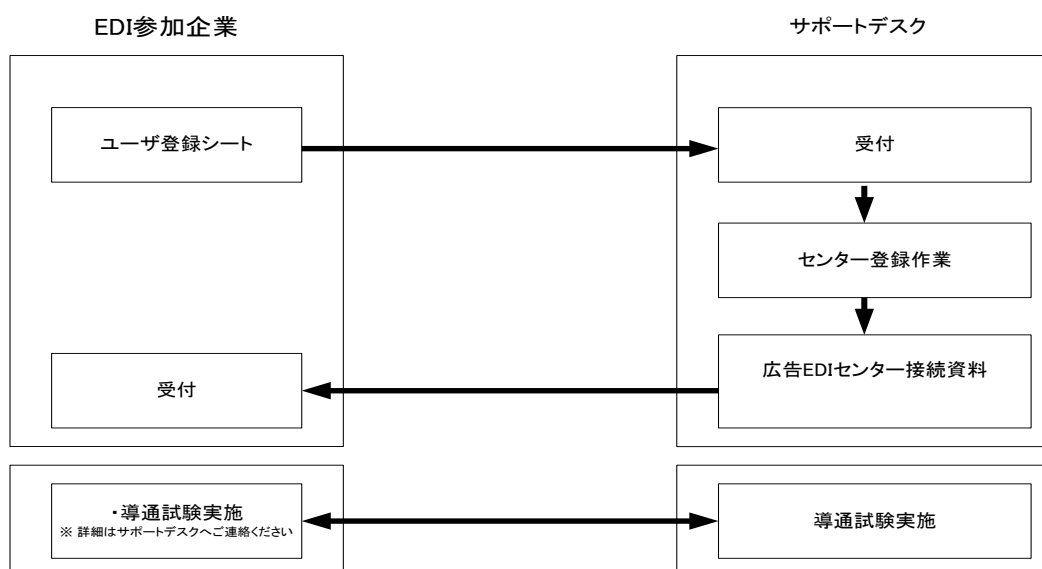 EDI参加企業
サポートデスク
ユーザ登録シート
受付
センター登録作業
広告EDIセンター接続資料
受付
・導通試験実施
※ 詳細はサポートデスクへご連絡ください
導通試験実施